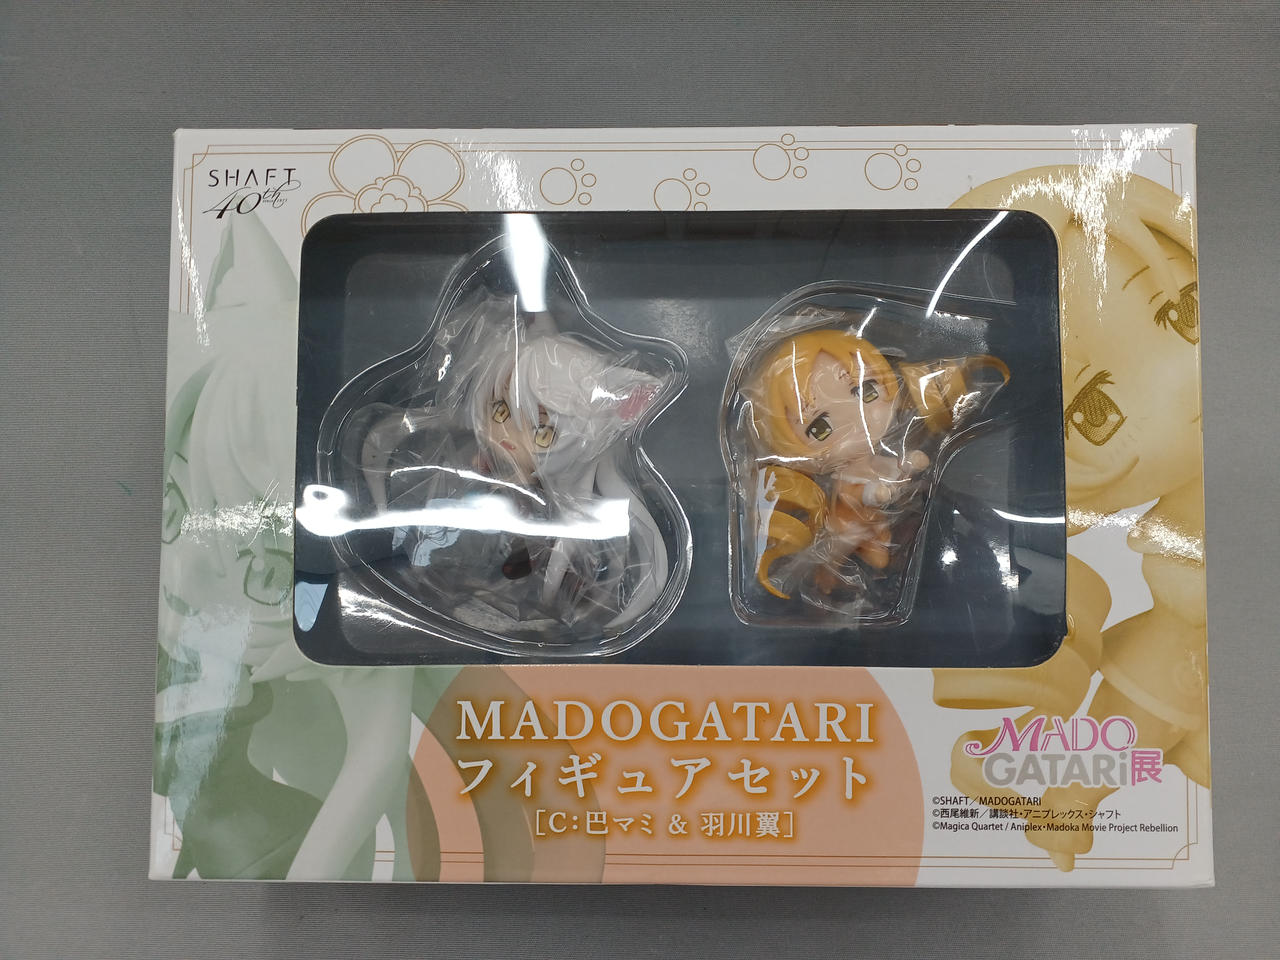 SHAFT
40th
MADOGATARI
フィギュアセット
[C:巴マミ & 羽川翼]
MADO
GATARi展
©SHAFT／MADOGATARI
©西尾維新／講談社・アニプレックス・シャフト
©Magica Quartet / Aniplex・Madoka Movie Project Rebellion